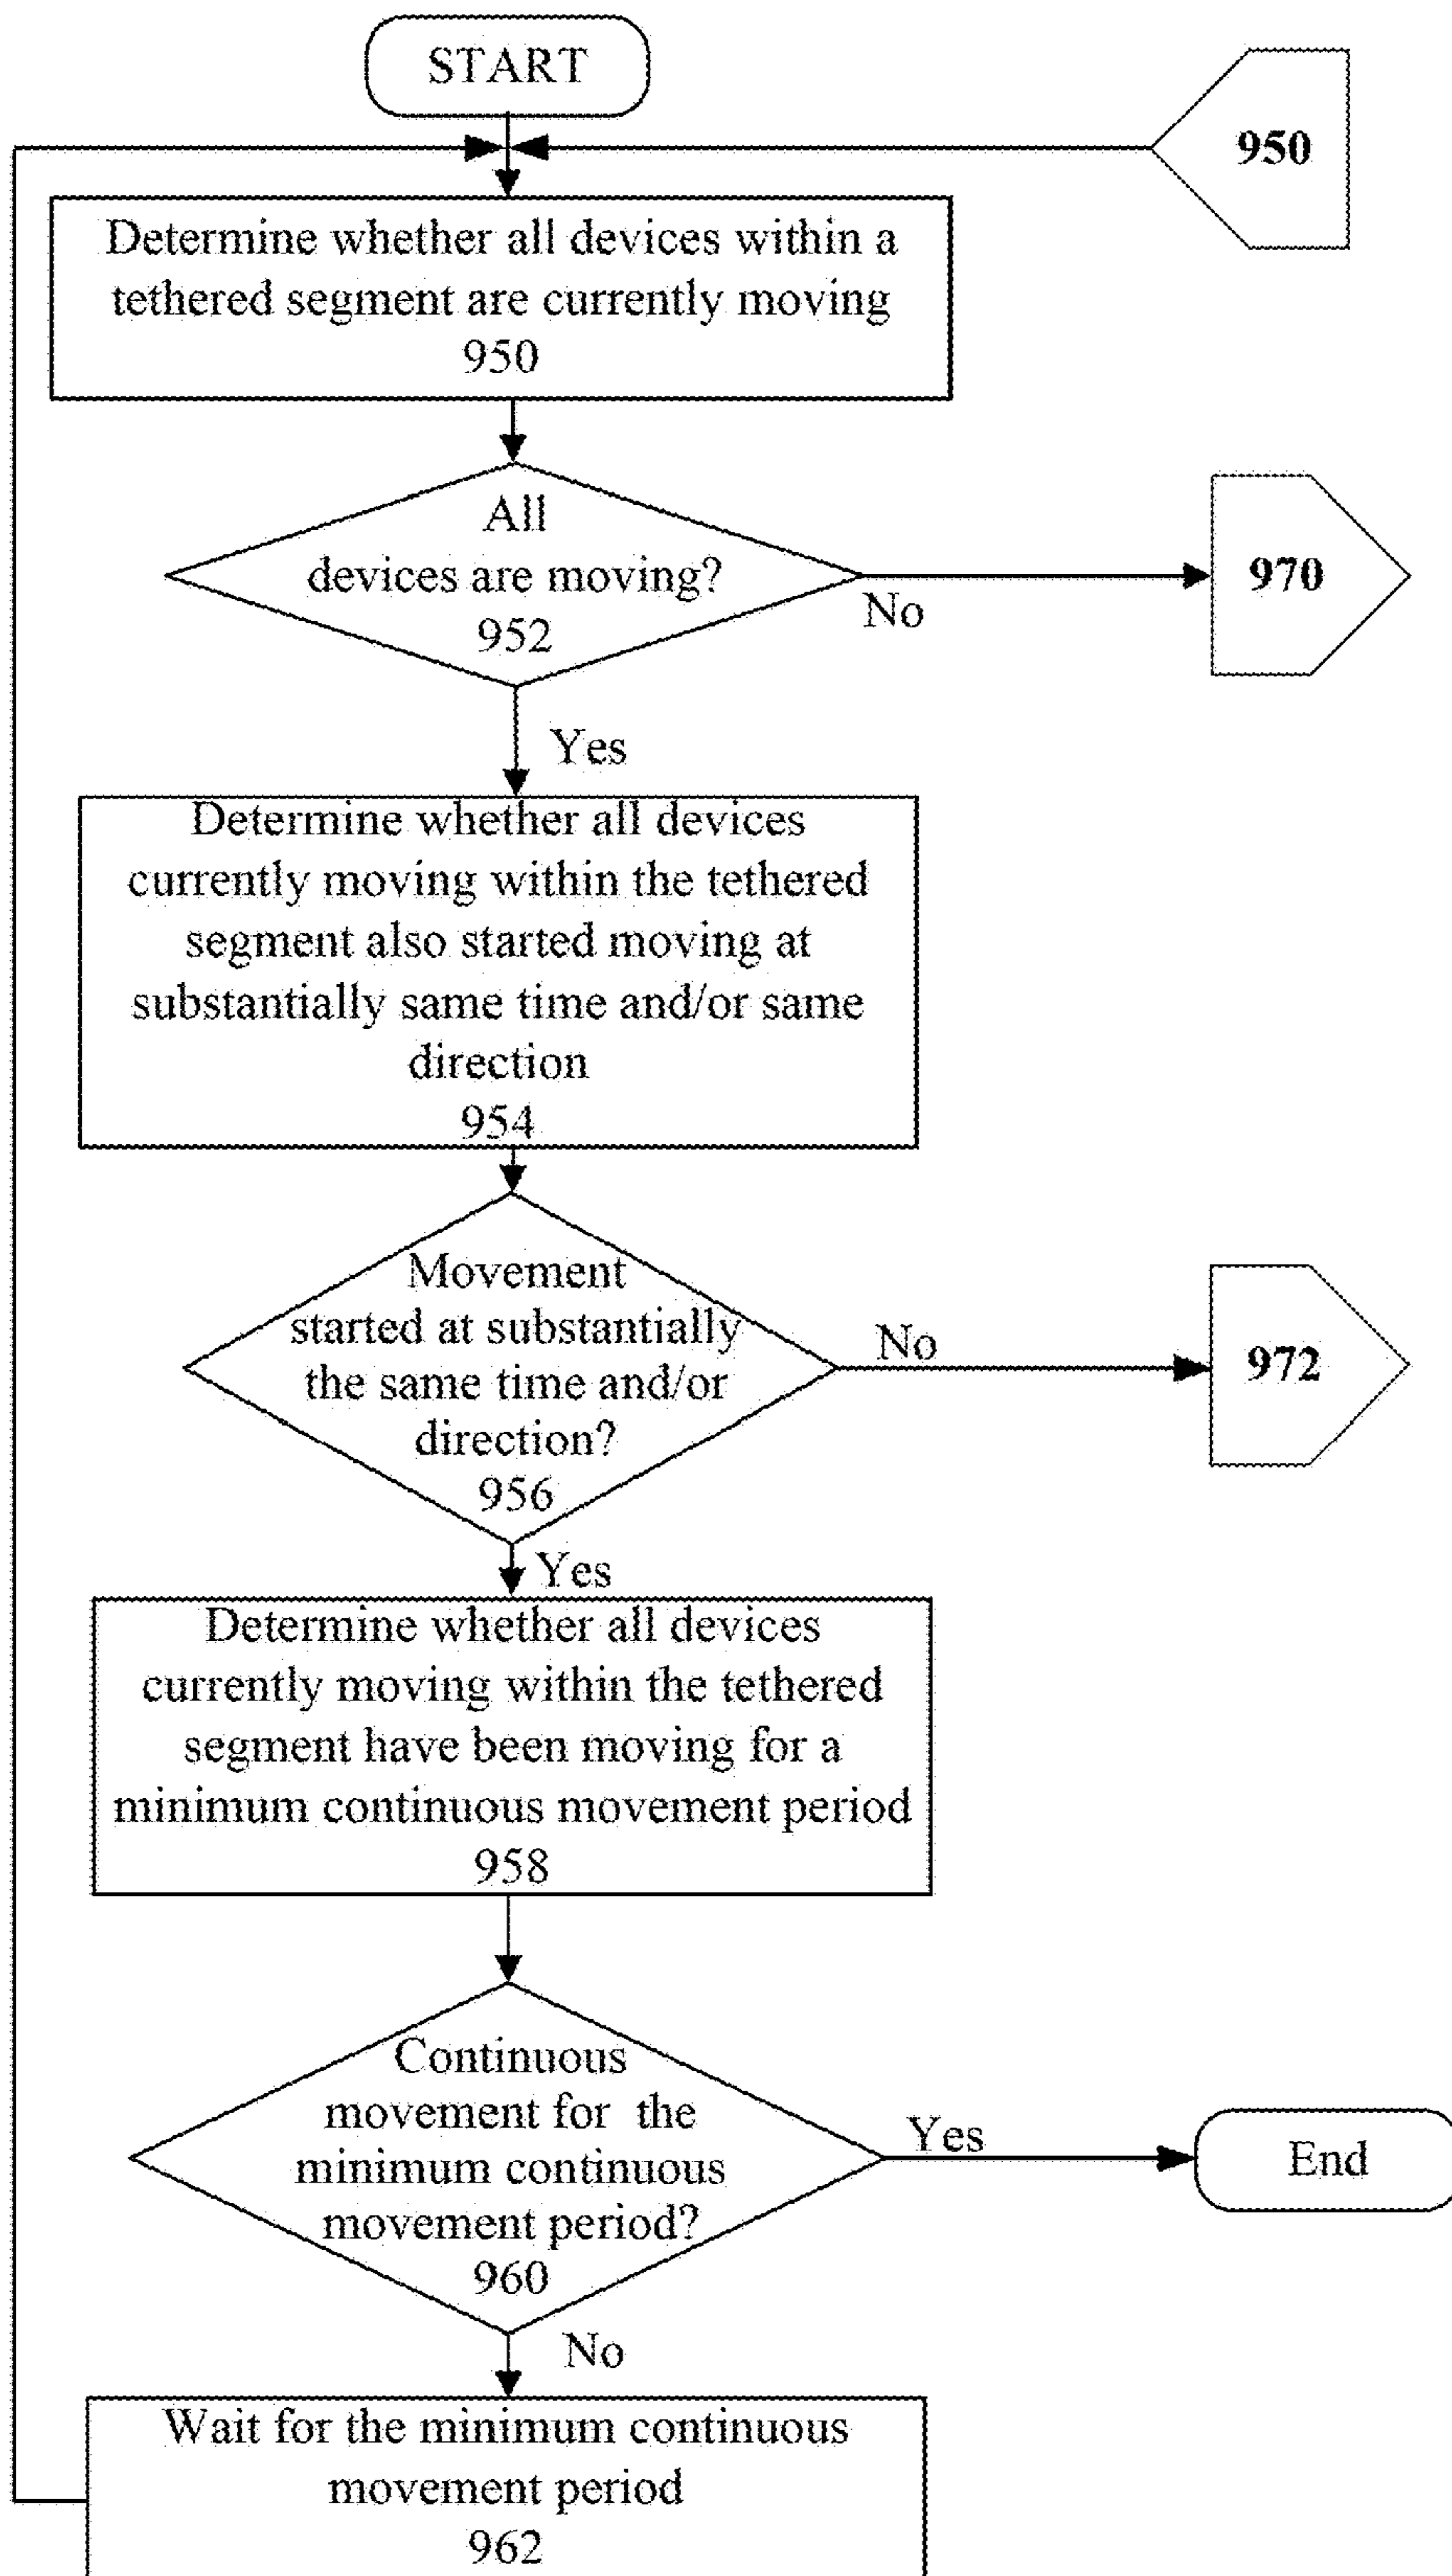 START
950
Determine whether all devices within a
tethered segment are currently moving
950
All
devices are moving?
952
No
970
Yes
Determine whether all devices
currently moving within the tethered
segment also started moving at
substantially same time and/or same
direction
954
Movement
started at substantially
the same time and/or
direction?
956
No
972
Yes
Determine whether all devices
currently moving within the tethered
segment have been moving for a
minimum continuous movement period
958
Continuous
movement for the
minimum continuous
movement period?
960
Yes
End
No
Wait for the minimum continuous
movement period
962